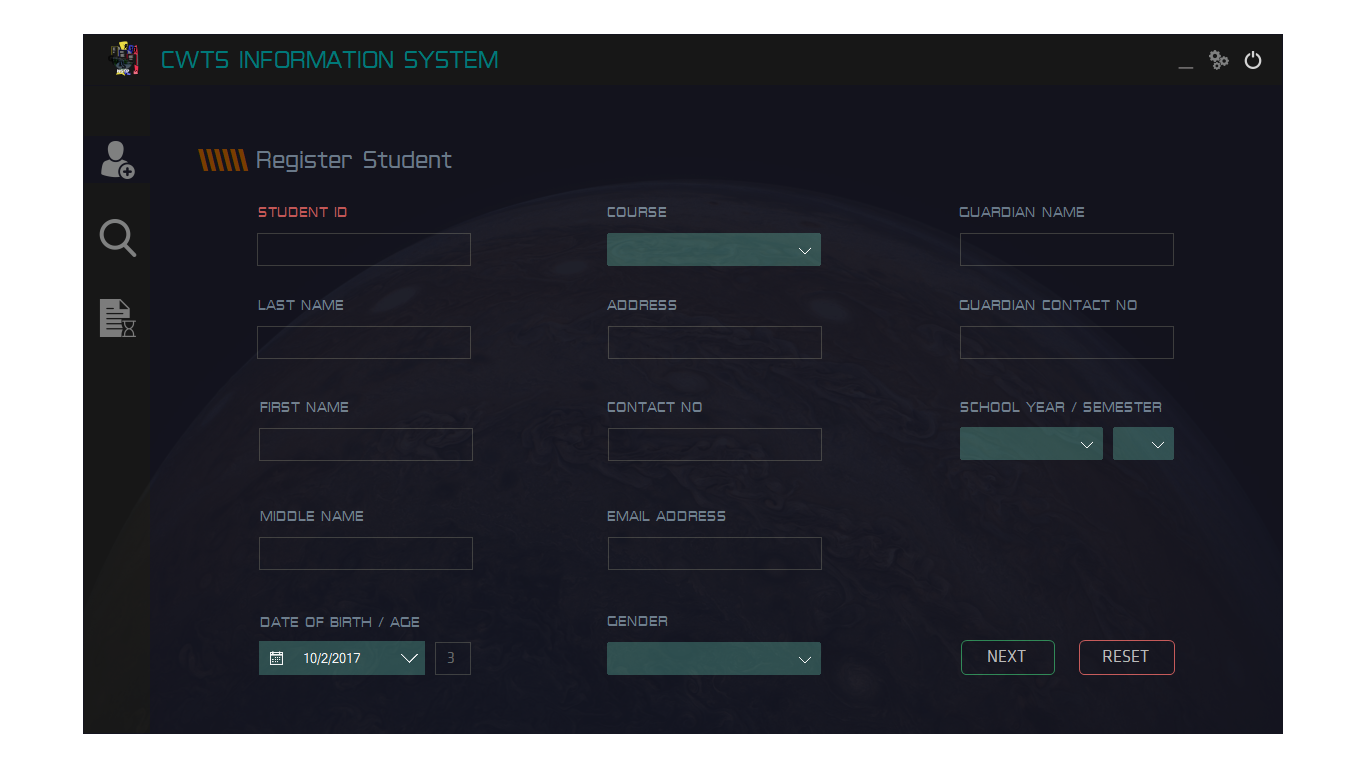 CWTS INFORMATION SYSTEM
Register Student
STUDENT ID
COURSE
GUARDIAN NAME
LAST NAME
ADDRESS
GUARDIAN CONTACT NO
FIRST NAME
CONTACT NO
SCHOOL YEAR / SEMESTER
MIDDLE NAME
EMAIL ADDRESS
DATE OF BIRTH / AGE
GENDER
10/2/2017
3
NEXT
RESET